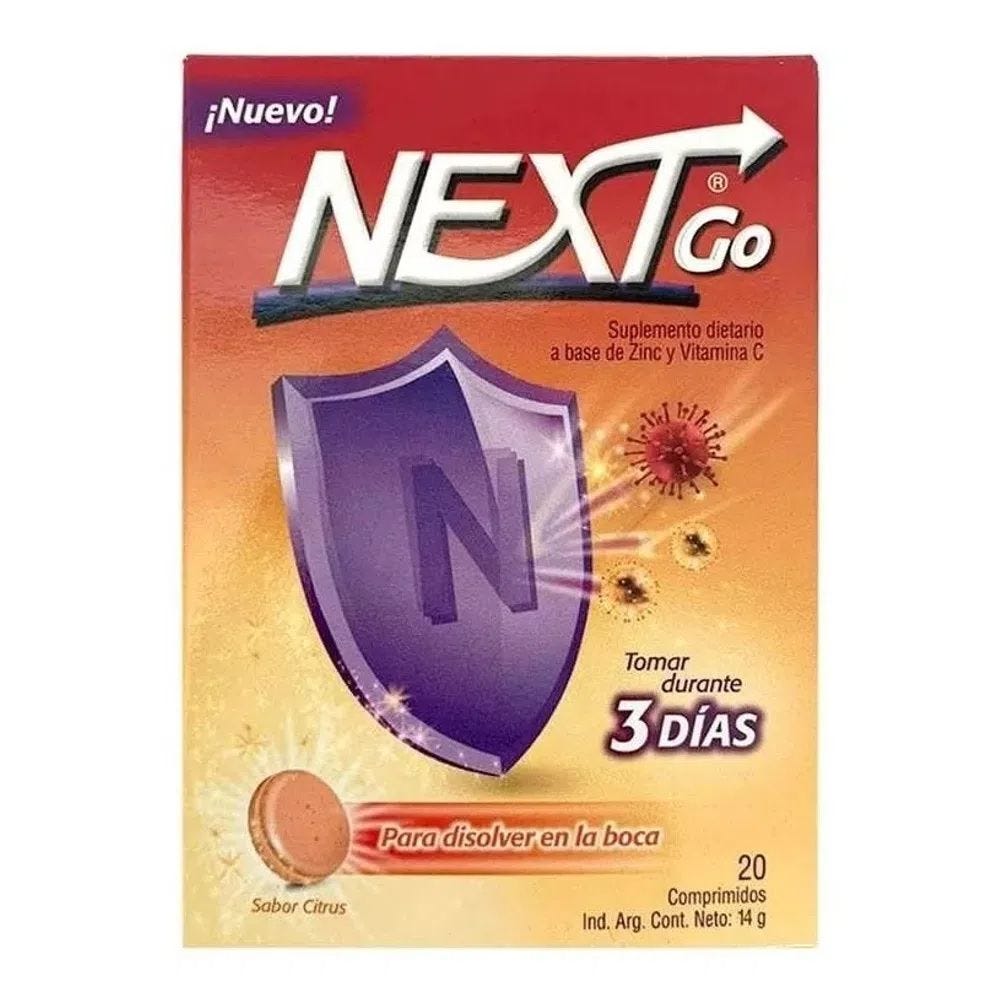 ¡Nuevo!
NEXT®
Go
Suplemento dietario
a base de Zinc y Vitamina C
N
Tomar
durante
3 DÍAS
Para disolver en la boca
Sabor Citrus
20
Comprimidos
Ind. Arg. Cont. Neto: 14 g